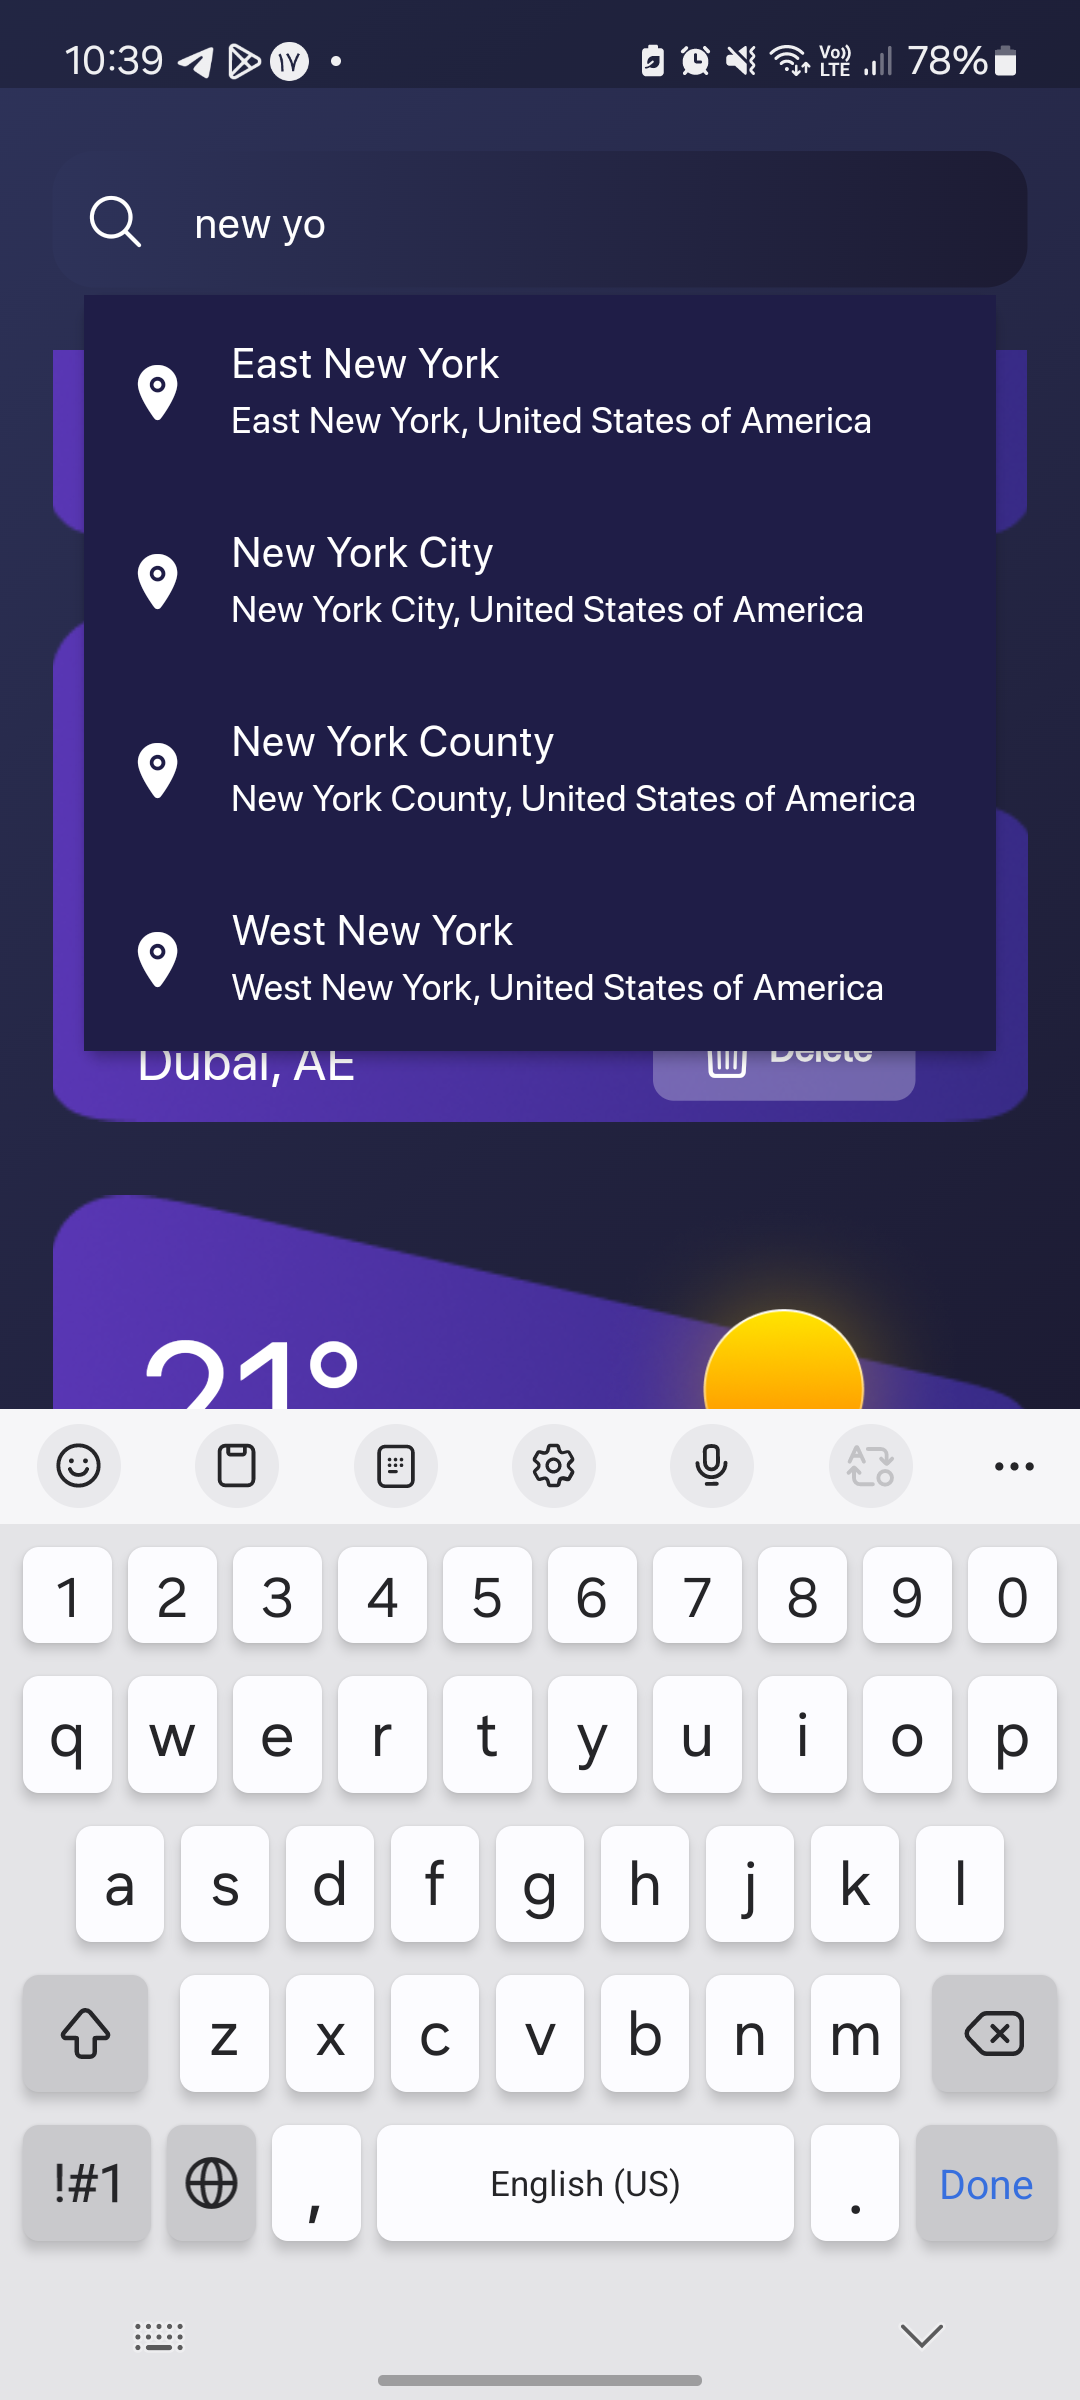 10:39
١٧
Vo)) LTE
78%
new yo
East New York
East New York, United States of America
New York City
New York City, United States of America
New York County
New York County, United States of America
West New York
West New York, United States of America
Dubai, AE
Delete
21°
1 2 3 4 5 6 7 8 9 0
q w e r t y u i o p
a s d f g h j k l
z x c v b n m
!#1 , English (US) . Done